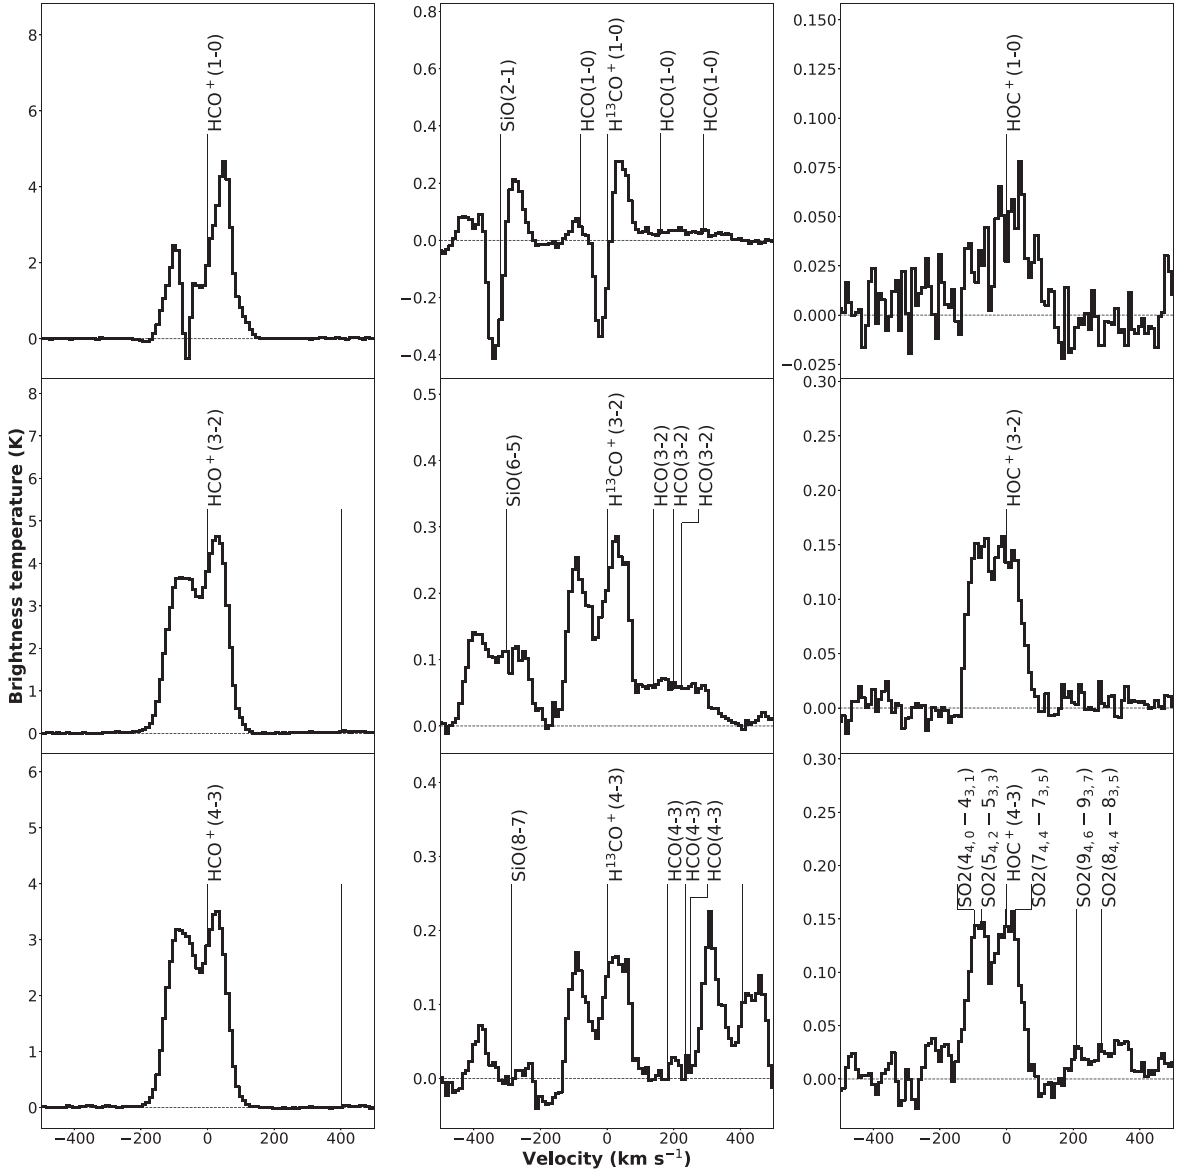 8
6
4
2
0
HCO⁺(1-0)
0.8
0.6
0.4
0.2
0.0
−0.2
−0.4
SiO(2-1)
HCO(1-0)
H¹³CO⁺(1-0)
HCO(1-0)
HCO(1-0)
0.150
0.125
0.100
0.075
0.050
0.025
0.000
−0.025
HOC⁺(1-0)
Brightness temperature (K)
8
7
6
5
4
3
2
1
0
HCO⁺(3-2)
0.5
0.4
0.3
0.2
0.1
0.0
SiO(6-5)
H¹³CO⁺(3-2)
HCO(3-2)
HCO(3-2)
HCO(3-2)
0.30
0.25
0.20
0.15
0.10
0.05
0.00
HOC⁺(3-2)
6
5
4
3
2
1
0
HCO⁺(4-3)
−400 −200 0 200 400
0.4
0.3
0.2
0.1
0.0
SiO(8-7)
H¹³CO⁺(4-3)
HCO(4-3)
HCO(4-3)
HCO(4-3)
−400 −200 0 200 400
0.30
0.25
0.20
0.15
0.10
0.05
0.00
SO2(4₄,₀ − 4₃,₁)
SO2(5₄,₂ − 5₃,₃)
HOC⁺(4-3)
SO2(7₄,₄ − 7₃,₅)
SO2(9₄,₆ − 9₃,₇)
SO2(8₄,₄ − 8₃,₅)
−400 −200 0 200 400
Velocity (km s⁻¹)